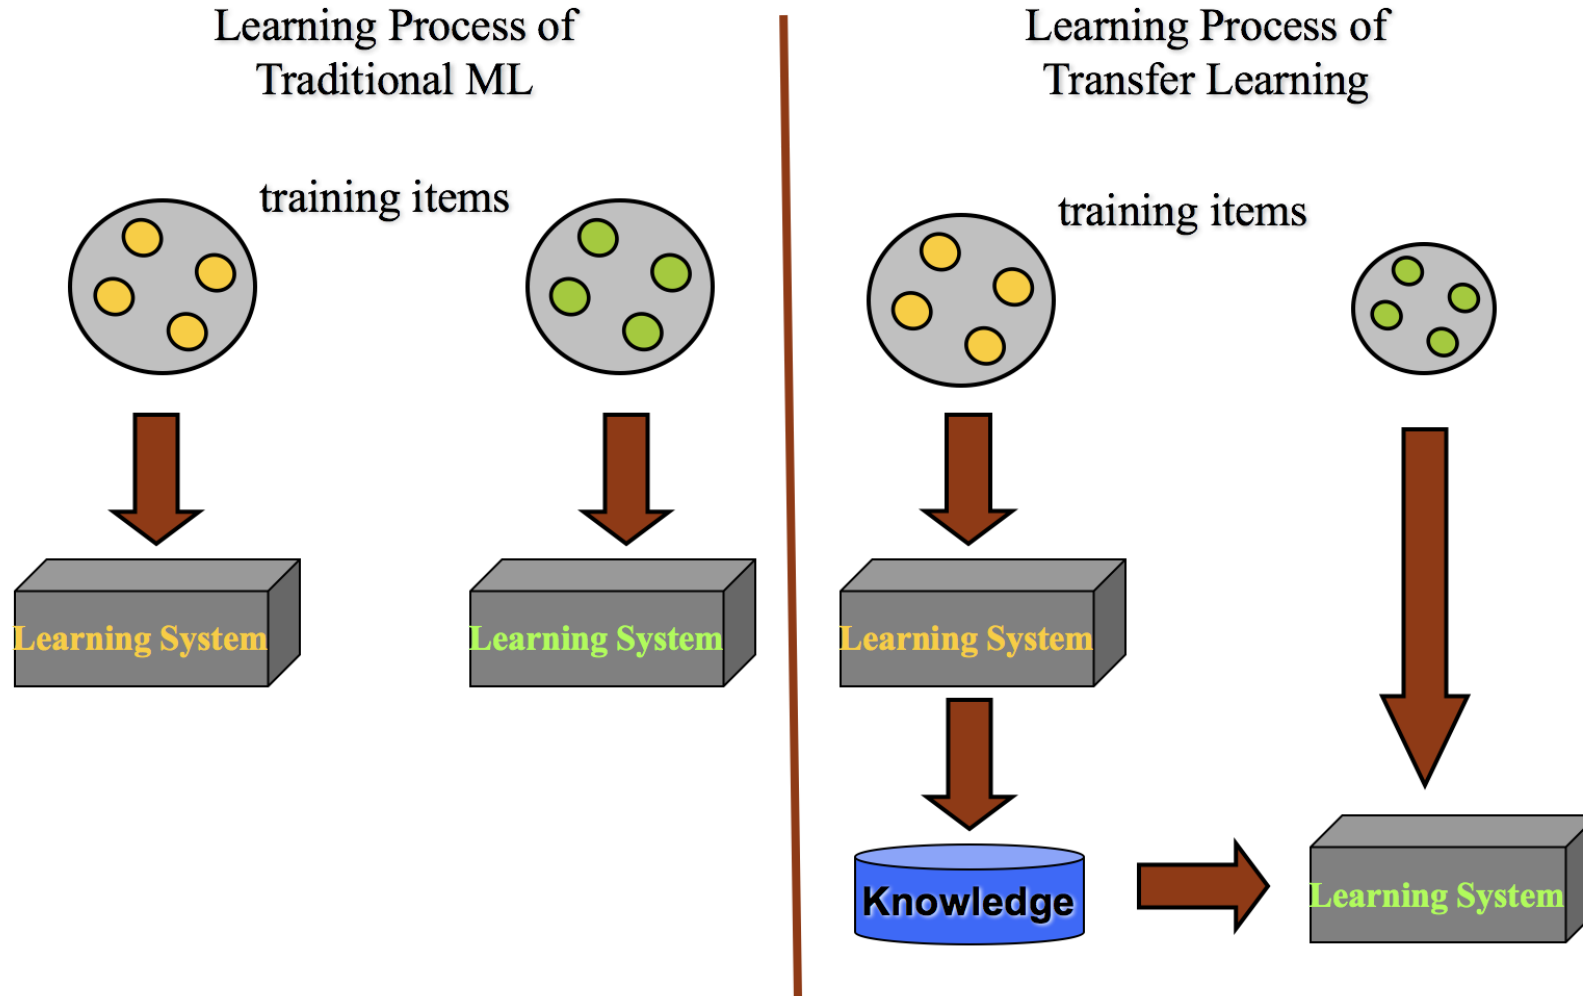 Learning Process of
Traditional ML
training items
Learning System
Learning System
Learning Process of
Transfer Learning
training items
Learning System
Knowledge
Learning System